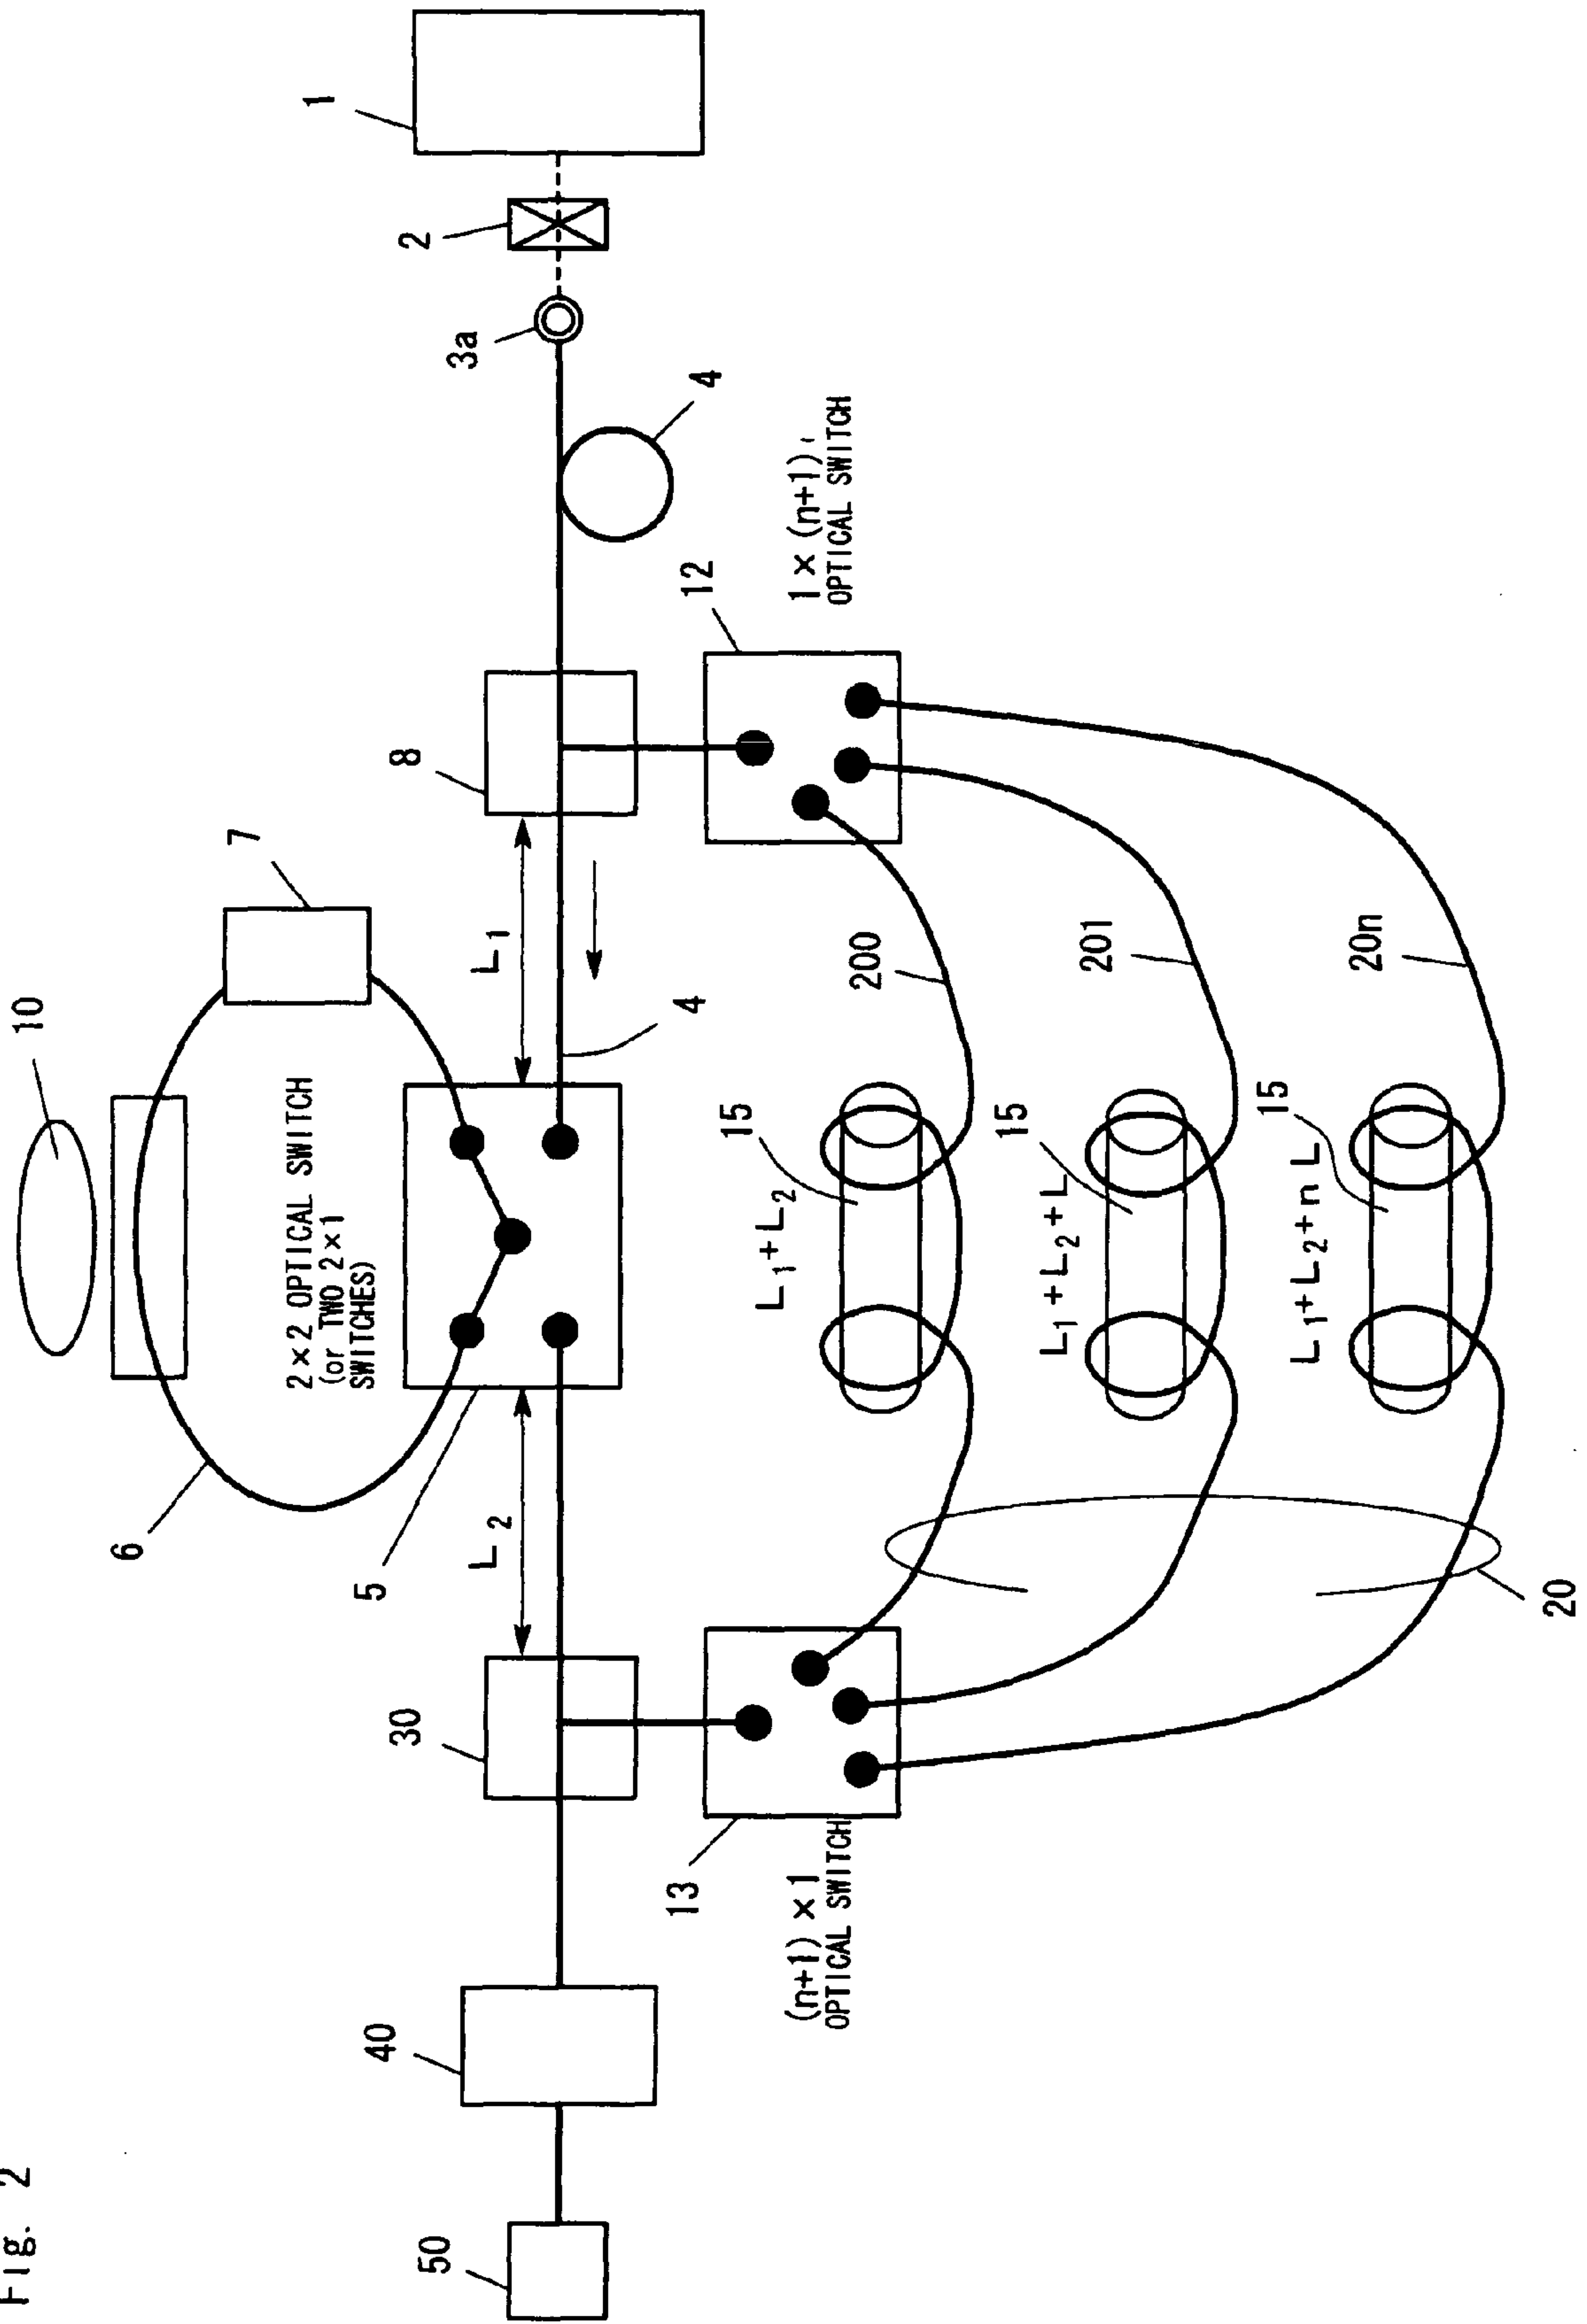 Fig. 2
10
7
1
2
3a
8
4
6
2×2 OPTICAL SWITCH
(or TWO 2×1
SWITCHES)
L1
5
L2
4
12
1×(n+1)
OPTICAL SWITCH
30
40
50
13
(n+1)×1
OPTICAL SWITCH
15
L1+L2
200
15
L1+L2+L
201
15
L1+L2+nL
20n
20